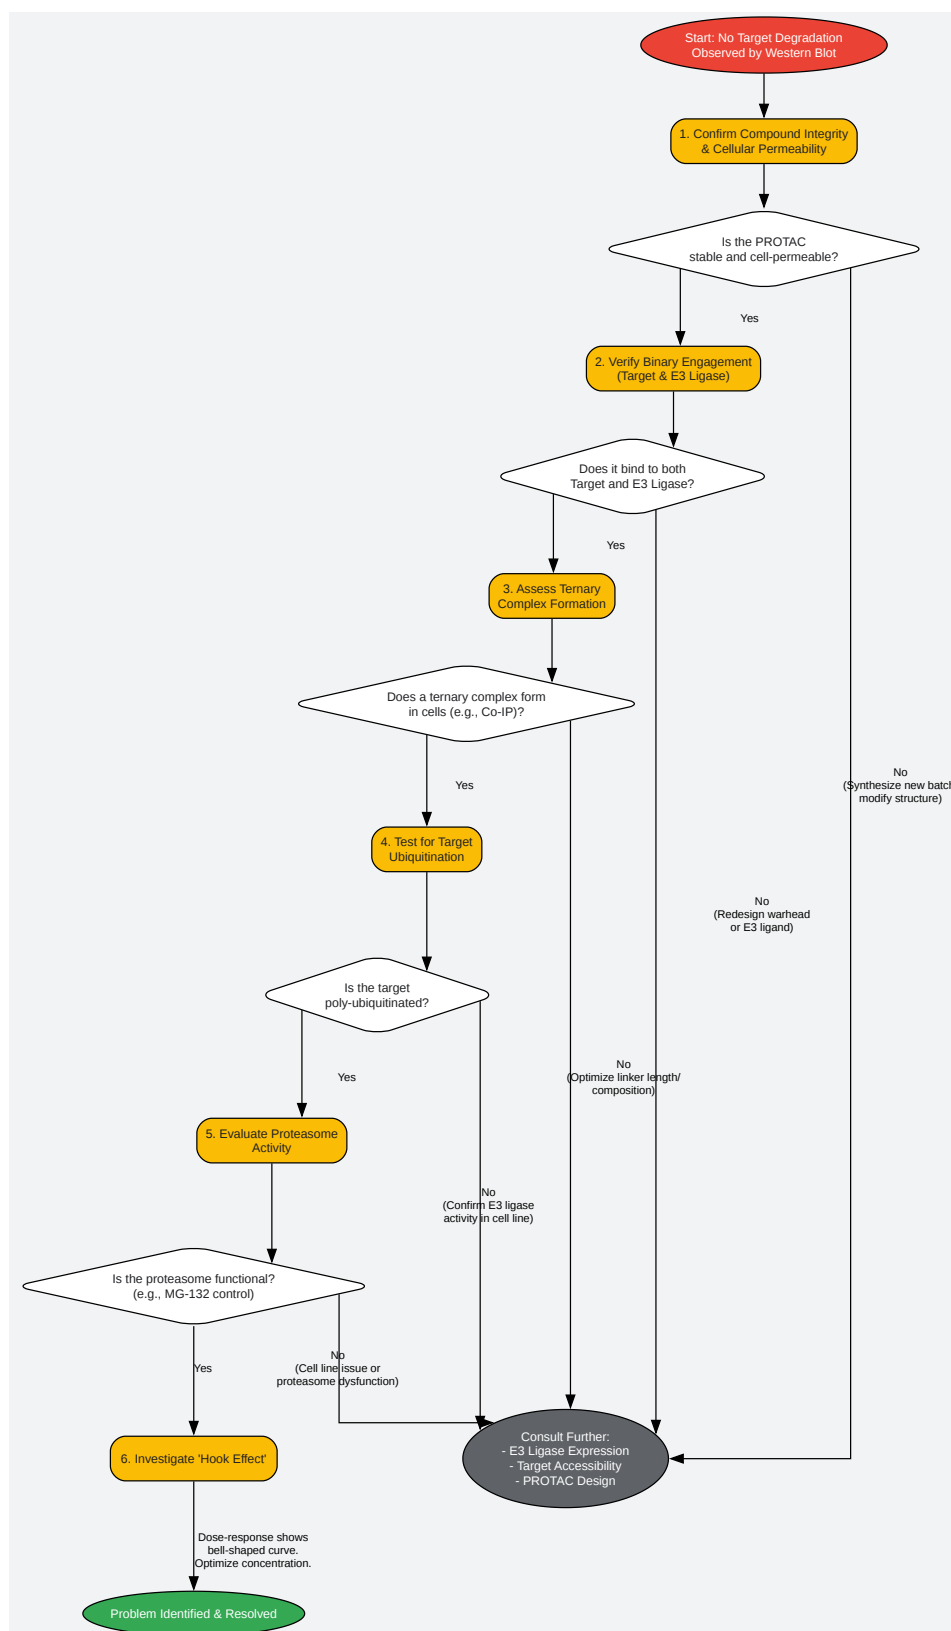 Start: No Target Degradation
Observed by Western Blot
1. Confirm Compound Integrity
& Cellular Permeability
Is the PROTAC
stable and cell-permeable?
Yes
2. Verify Binary Engagement
(Target & E3 Ligase)
Does it bind to both
Target and E3 Ligase?
Yes
3. Assess Ternary
Complex Formation
Does a ternary complex form
in cells (e.g., Co-IP)?
Yes
No
(Synthesize new batch
modify structure)
4. Test for Target
Ubiquitination
No
(Redesign warhead
or E3 ligand)
Is the target
poly-ubiquitinated?
Yes
No
(Optimize linker length/
composition)
5. Evaluate Proteasome
Activity
No
(Confirm E3 ligase
activity in cell line)
Is the proteasome functional?
(e.g., MG-132 control)
Yes
No
(Cell line issue or
proteasome dysfunction)
Consult Further:
- E3 Ligase Expression
- Target Accessibility
- PROTAC Design
6. Investigate 'Hook Effect'
Dose-response shows
bell-shaped curve.
Optimize concentration.
Problem Identified & Resolved